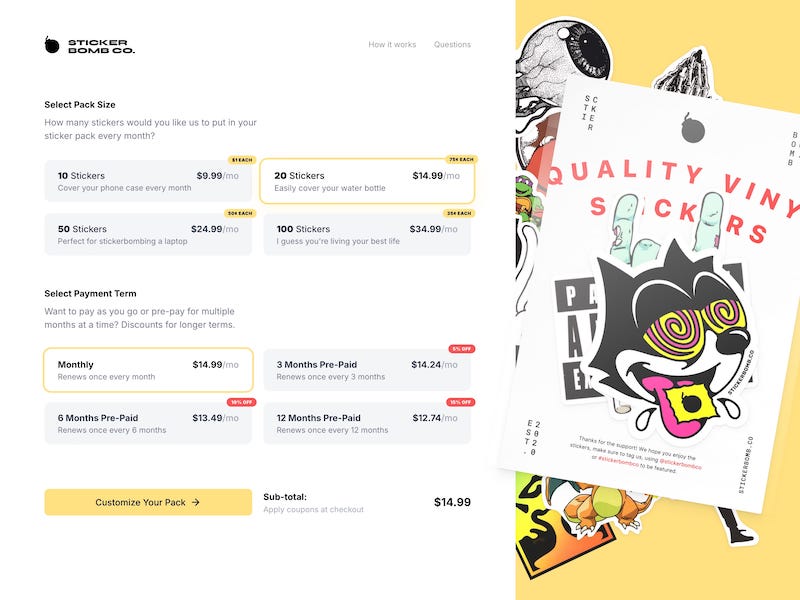 STICKER
BOMB CO.
How it works
Questions
Select Pack Size
How many stickers would you like us to put in your
sticker pack every month?
$1 EACH
10 Stickers
$9.99/mo
Cover your phone case every month
75¢ EACH
20 Stickers
$14.99/mo
Easily cover your water bottle
50¢ EACH
50 Stickers
$24.99/mo
Perfect for stickerbombing a laptop
35¢ EACH
100 Stickers
$34.99/mo
I guess you're living your best life
Select Payment Term
Want to pay as you go or pre-pay for multiple
months at a time? Discounts for longer terms.
Monthly
$14.99/mo
Renews once every month
5% OFF
3 Months Pre-Paid
$14.24/mo
Renews once every 3 months
10% OFF
6 Months Pre-Paid
$13.49/mo
Renews once every 6 months
15% OFF
12 Months Pre-Paid
$12.74/mo
Renews once every 12 months
Customize Your Pack →
Sub-total:
Apply coupons at checkout
$14.99
STICKER
QUALITY VINY
STICKERS
STICKERBOMB.CO
EST. 2020
Thanks for the support! We hope you enjoy the
stickers, make sure to tag us, using @stickerbombco
or #stickerbombco to be featured.
STICKERBOMB.CO